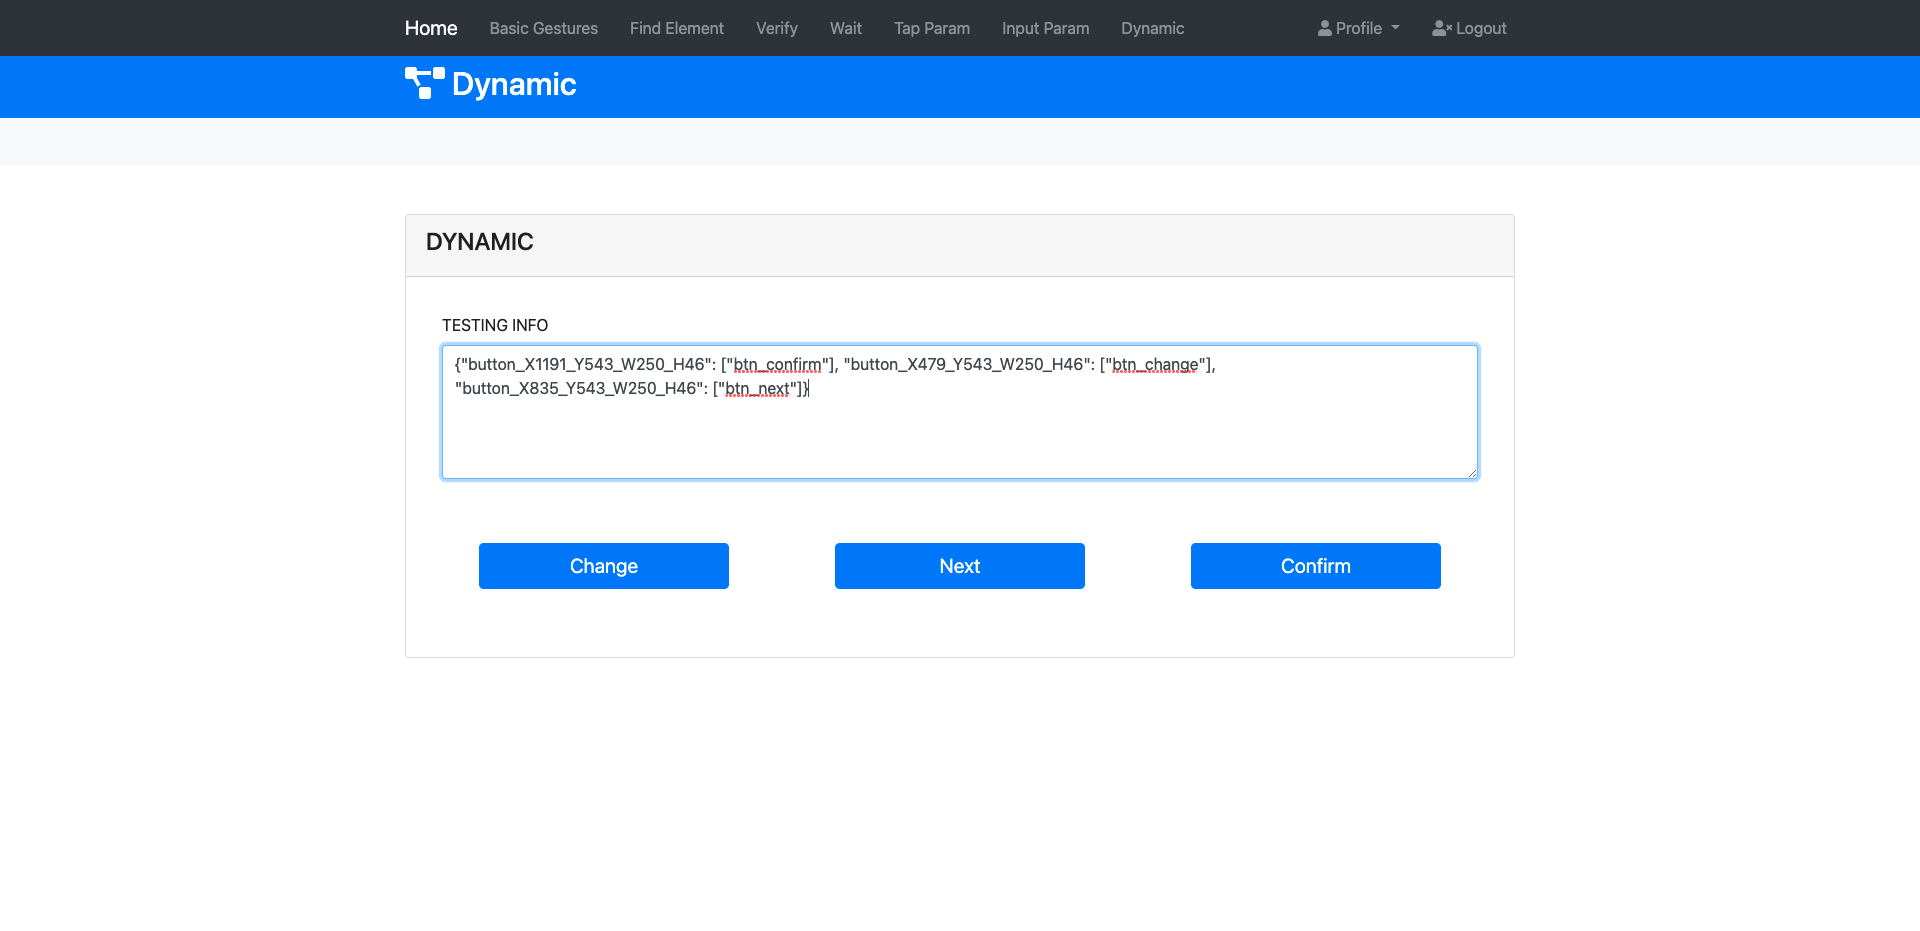 Home Basic Gestures Find Element Verify Wait Tap Param Input Param Dynamic Profile Logout
Dynamic
DYNAMIC
TESTING INFO
{"button_X1191_Y543_W250_H46": ["btn_confirm"], "button_X479_Y543_W250_H46": ["btn_change"],
"button_X835_Y543_W250_H46": ["btn_next"]}
Change Next Confirm